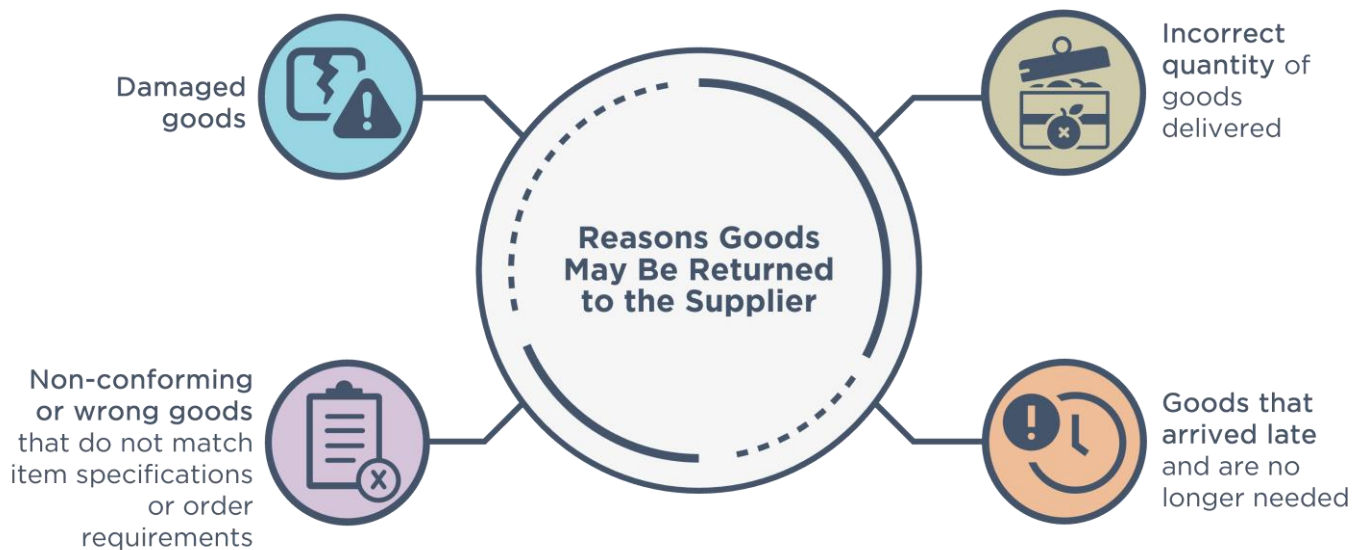 Damaged
goods
Incorrect
quantity of
goods
delivered
Reasons Goods
May Be Returned
to the Supplier
Non-conforming
or wrong goods
that do not match
item specifications
or order
requirements
Goods that
arrived late
and are no
longer needed